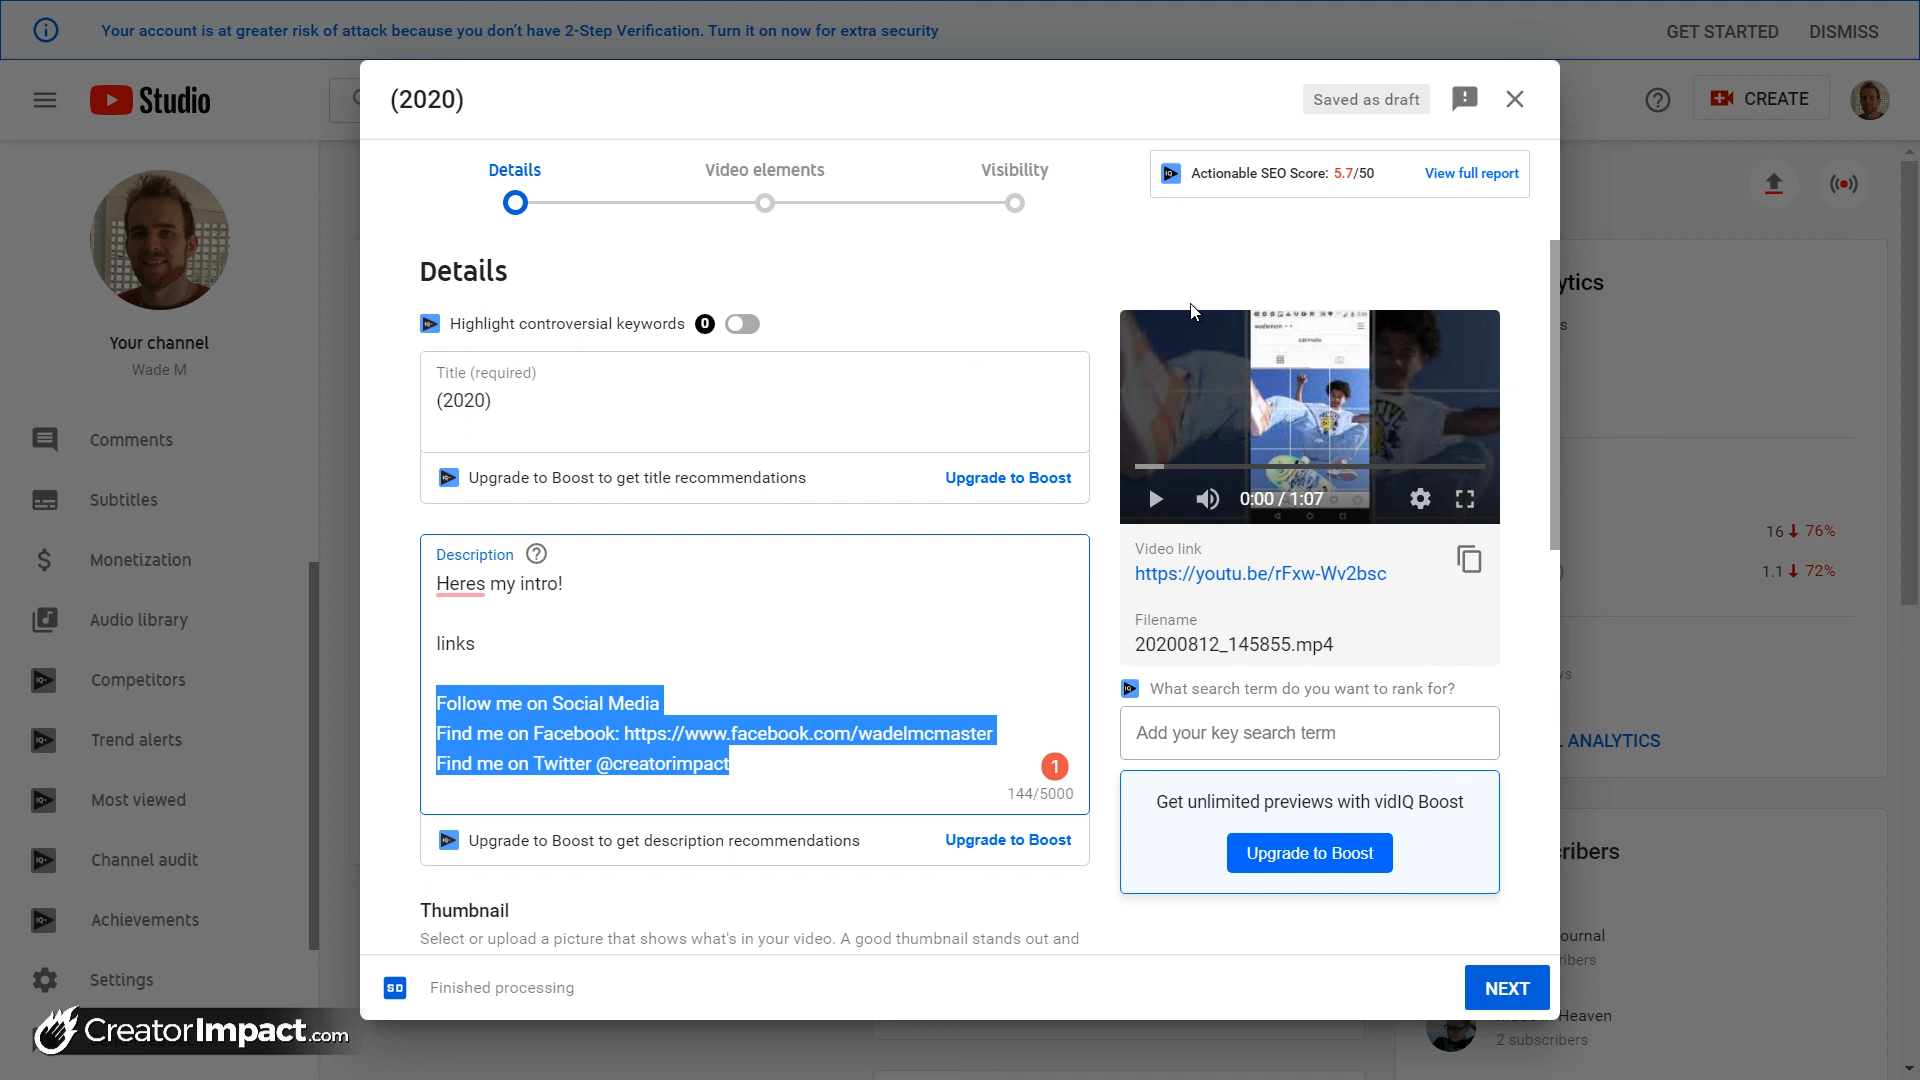 Your account is at greater risk of attack because you don't have 2-Step Verification. Turn it on now for extra security
GET STARTED
DISMISS
Studio
CREATE
(2020)
Saved as draft
Details
Video elements
Visibility
Actionable SEO Score: 5.7/50
View full report
Your channel
Wade M
Comments
Subtitles
Monetization
Audio library
Competitors
Trend alerts
Most viewed
Channel audit
Achievements
Settings
CreatorImpact.com
Details
Highlight controversial keywords 0
Title (required)
(2020)
Upgrade to Boost to get title recommendations
Upgrade to Boost
Description
Heres my intro!
links
Follow me on Social Media
Find me on Facebook: https://www.facebook.com/wadelmcmaster
Find me on Twitter @creatorimpact
1
144/5000
Upgrade to Boost to get description recommendations
Upgrade to Boost
Thumbnail
Select or upload a picture that shows what's in your video. A good thumbnail stands out and
Edit Profile
0:00 / 1:07
Video link
https://youtu.be/rFxw-Wv2bsc
Filename
20200812_145855.mp4
What search term do you want to rank for?
Add your key search term
Get unlimited previews with vidIQ Boost
Upgrade to Boost
SD
Finished processing
NEXT
ytics
16 76%
1.1 72%
ANALYTICS
ribers
ournal
ribers
Heaven
2 subscribers